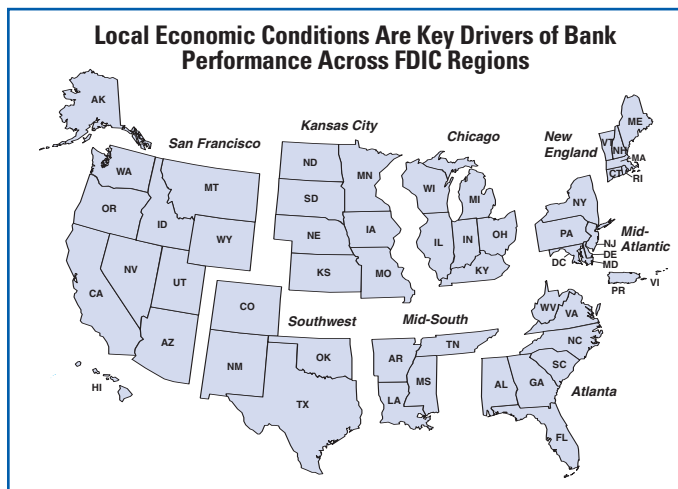 Local Economic Conditions Are Key Drivers of Bank
Performance Across FDIC Regions
AK
San Francisco
Kansas City
Chicago
New
England
ME
VT
NH
MA
CT
RI
WA
MT
ND
MN
WI
MI
NY
OR
ID
SD
WY
IA
NE
IL
IN
OH
PA
Mid-
Atlantic
NJ
DE
MD
DC
NV
UT
CA
KS
MO
KY
PR
VI
CO
Southwest
Mid-South
WV
VA
AZ
NM
OK
AR
TN
NC
SC
MS
AL
GA
Atlanta
HI
TX
LA
FL